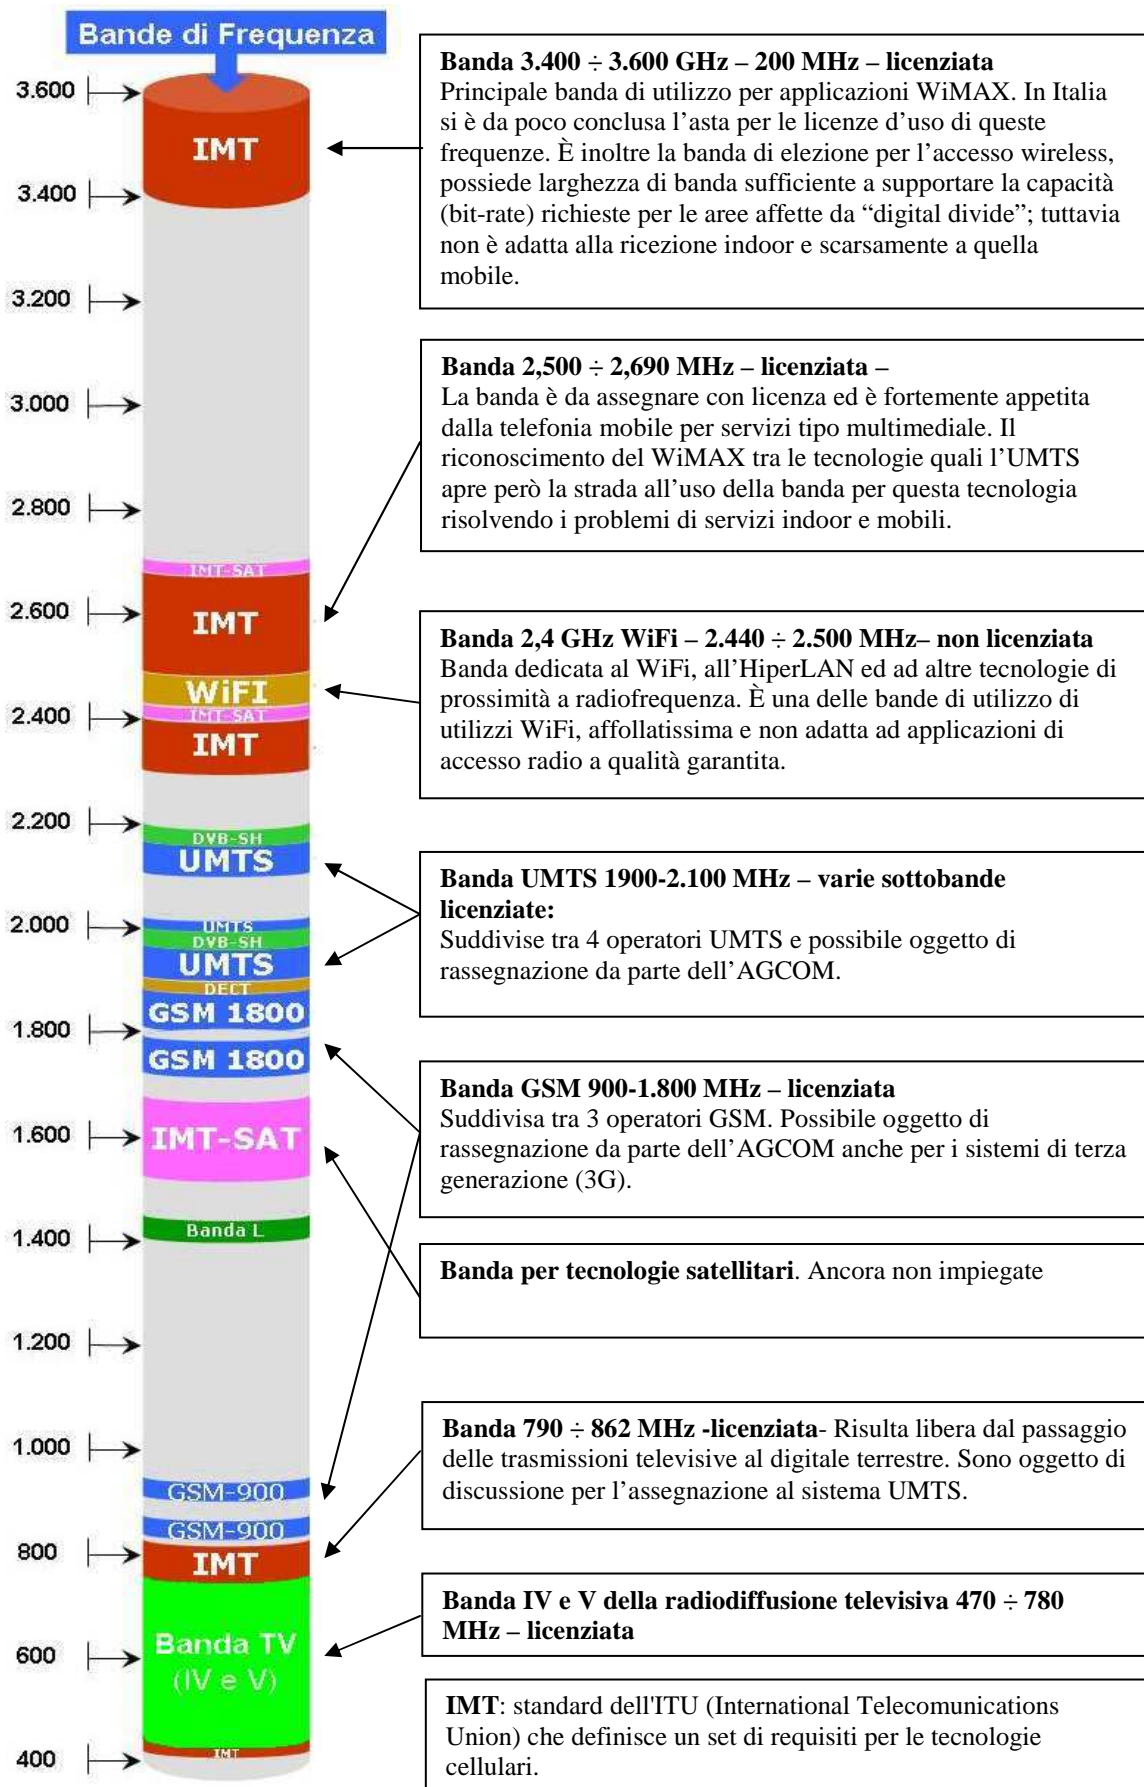 Bande di Frequenza
3.600
3.400
3.200
3.000
2.800
2.600
2.400
2.200
2.000
1.800
1.600
1.400
1.200
1.000
800
600
400
IMT
IMT-SAT
IMT
WiFI
IMT-SAT
IMT
DVB-SH
UMTS
UMTS
DVB-SH
UMTS
DECT
GSM 1800
GSM 1800
IMT-SAT
Banda L
GSM-900
GSM-900
IMT
Banda TV
(IV e V)
IMT
Banda 3.400 ÷ 3.600 GHz – 200 MHz – licenziata
Principale banda di utilizzo per applicazioni WiMAX. In Italia
si è da poco conclusa l’asta per le licenze d’uso di queste
frequenze. È inoltre la banda di elezione per l’accesso wireless,
possiede larghezza di banda sufficiente a supportare la capacità
(bit-rate) richieste per le aree affette da “digital divide”; tuttavia
non è adatta alla ricezione indoor e scarsamente a quella
mobile.
Banda 2,500 ÷ 2,690 MHz – licenziata –
La banda è da assegnare con licenza ed è fortemente appetita
dalla telefonia mobile per servizi tipo multimediale. Il
riconoscimento del WiMAX tra le tecnologie quali l’UMTS
apre però la strada all’uso della banda per questa tecnologia
risolvendo i problemi di servizi indoor e mobili.
Banda 2,4 GHz WiFi – 2.440 ÷ 2.500 MHz– non licenziata
Banda dedicata al WiFi, all’HiperLAN ed ad altre tecnologie di
prossimità a radiofrequenza. È una delle bande di utilizzo di
utilizzi WiFi, affollatissima e non adatta ad applicazioni di
accesso radio a qualità garantita.
Banda UMTS 1900-2.100 MHz – varie sottobande
licenziate:
Suddivise tra 4 operatori UMTS e possibile oggetto di
rassegnazione da parte dell’AGCOM.
Banda GSM 900-1.800 MHz – licenziata
Suddivisa tra 3 operatori GSM. Possibile oggetto di
rassegnazione da parte dell’AGCOM anche per i sistemi di terza
generazione (3G).
Banda per tecnologie satellitari. Ancora non impiegate
Banda 790 ÷ 862 MHz -licenziata- Risulta libera dal passaggio
delle trasmissioni televisive al digitale terrestre. Sono oggetto di
discussione per l’assegnazione al sistema UMTS.
Banda IV e V della radiodiffusione televisiva 470 ÷ 780
MHz – licenziata
IMT: standard dell'ITU (International Telecomunications
Union) che definisce un set di requisiti per le tecnologie
cellulari.